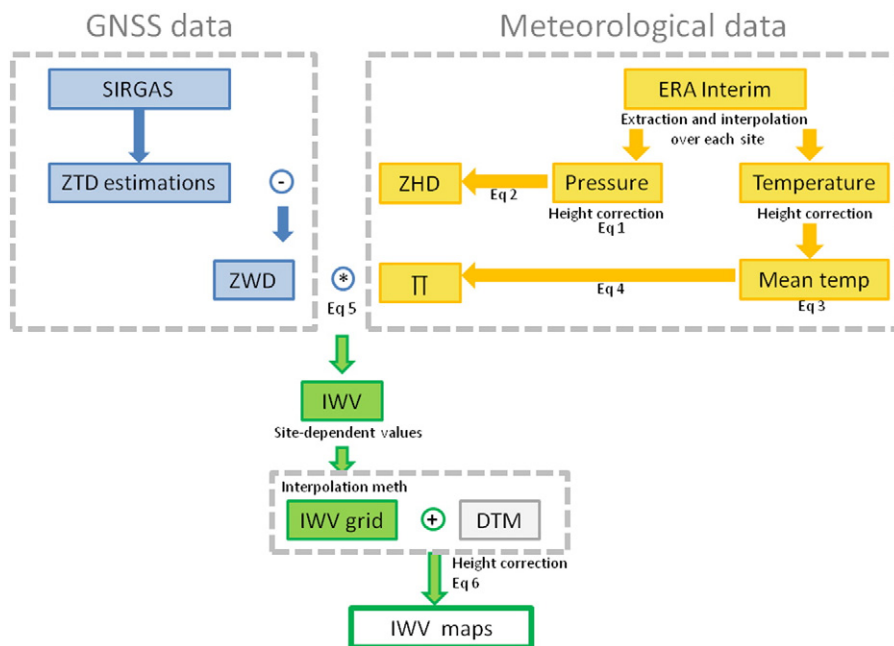 GNSS data
Meteorological data
SIRGAS
ERA Interim
Extraction and interpolation
over each site
ZTD estimations
-
ZHD
Eq 2
Pressure
Temperature
Height correction
Eq 1
Height correction
ZWD
*
Eq 5
∏
Eq 4
Mean temp
Eq 3
IWV
Site-dependent values
Interpolation meth
IWV grid
+
DTM
Height correction
Eq 6
IWV maps